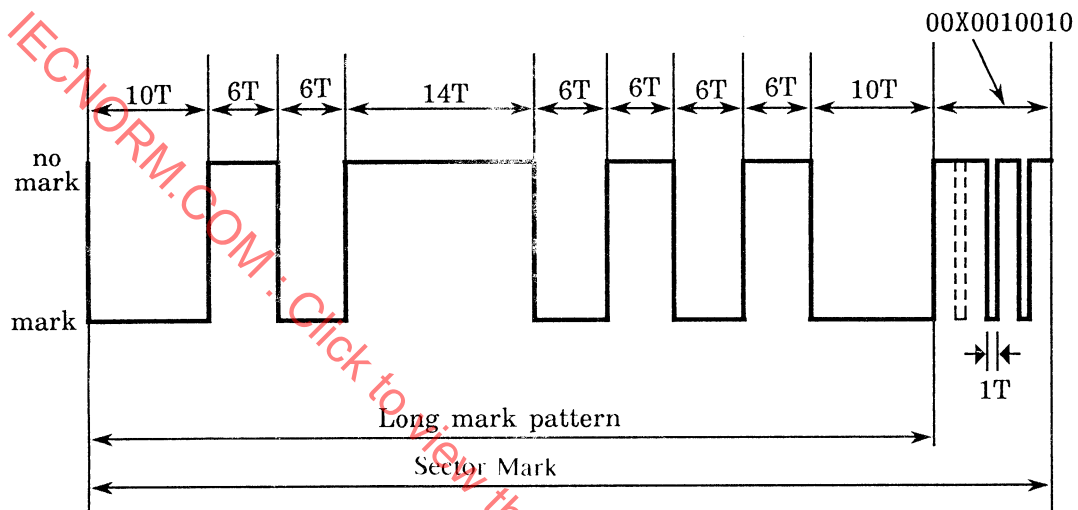 00X0010010
10T 6T 6T 14T 6T 6T 6T 6T 10T
no
mark
mark
1T
Long mark pattern
Sector Mark
IECNORM.COM : Click to view th